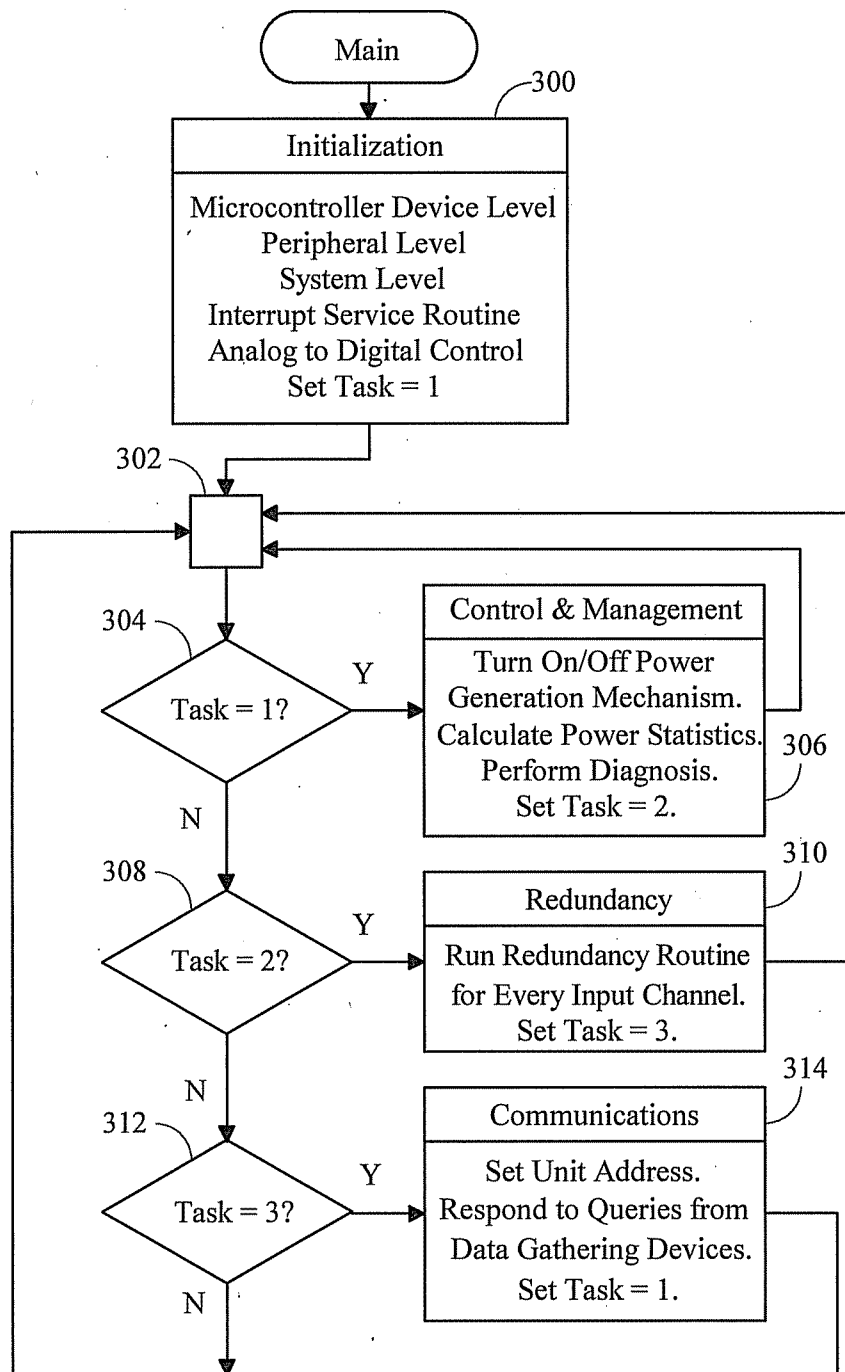 Main
300
Initialization
Microcontroller Device Level
Peripheral Level
System Level
Interrupt Service Routine
Analog to Digital Control
Set Task = 1
302
304
Task = 1?
Y
N
Control & Management
Turn On/Off Power
Generation Mechanism.
Calculate Power Statistics.
Perform Diagnosis.
Set Task = 2.
306
308
Task = 2?
Y
N
310
Redundancy
Run Redundancy Routine
for Every Input Channel.
Set Task = 3.
312
Task = 3?
Y
N
314
Communications
Set Unit Address.
Respond to Queries from
Data Gathering Devices.
Set Task = 1.